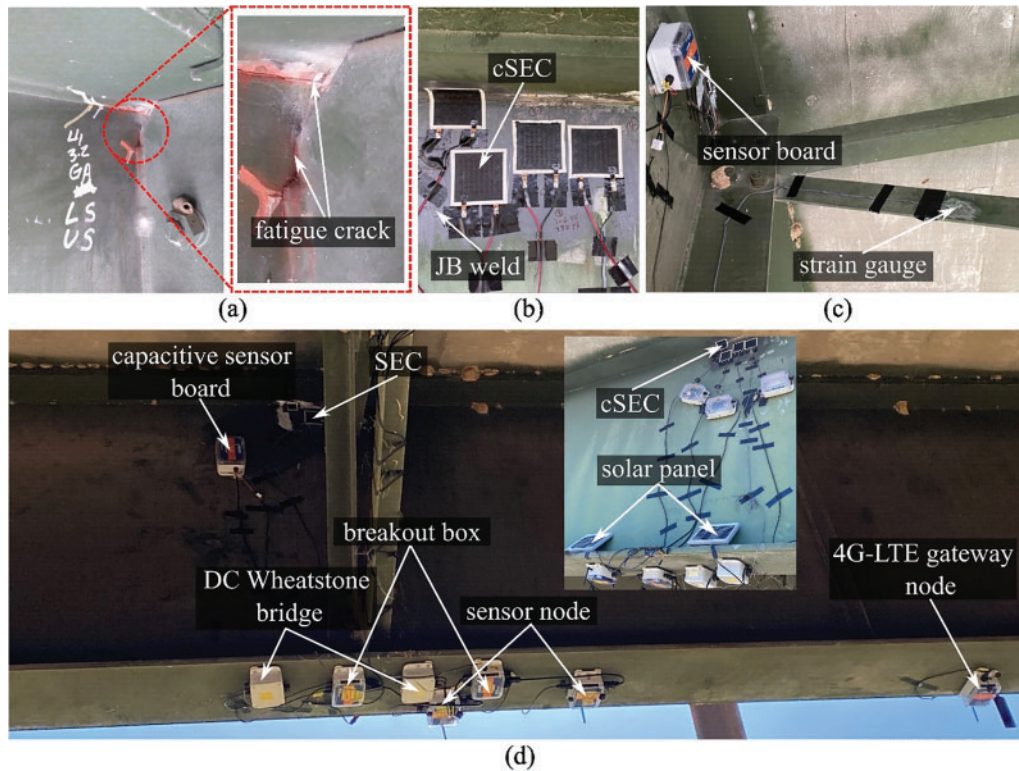 cSEC
sensor board
4
3.2
GA
LS
US
fatigue crack
JB weld
strain gauge
(a)
(b)
(c)
capacitive sensor
board
SEC
cSEC
solar panel
breakout box
DC Wheatstone
bridge
sensor node
4G-LTE gateway
node
(d)